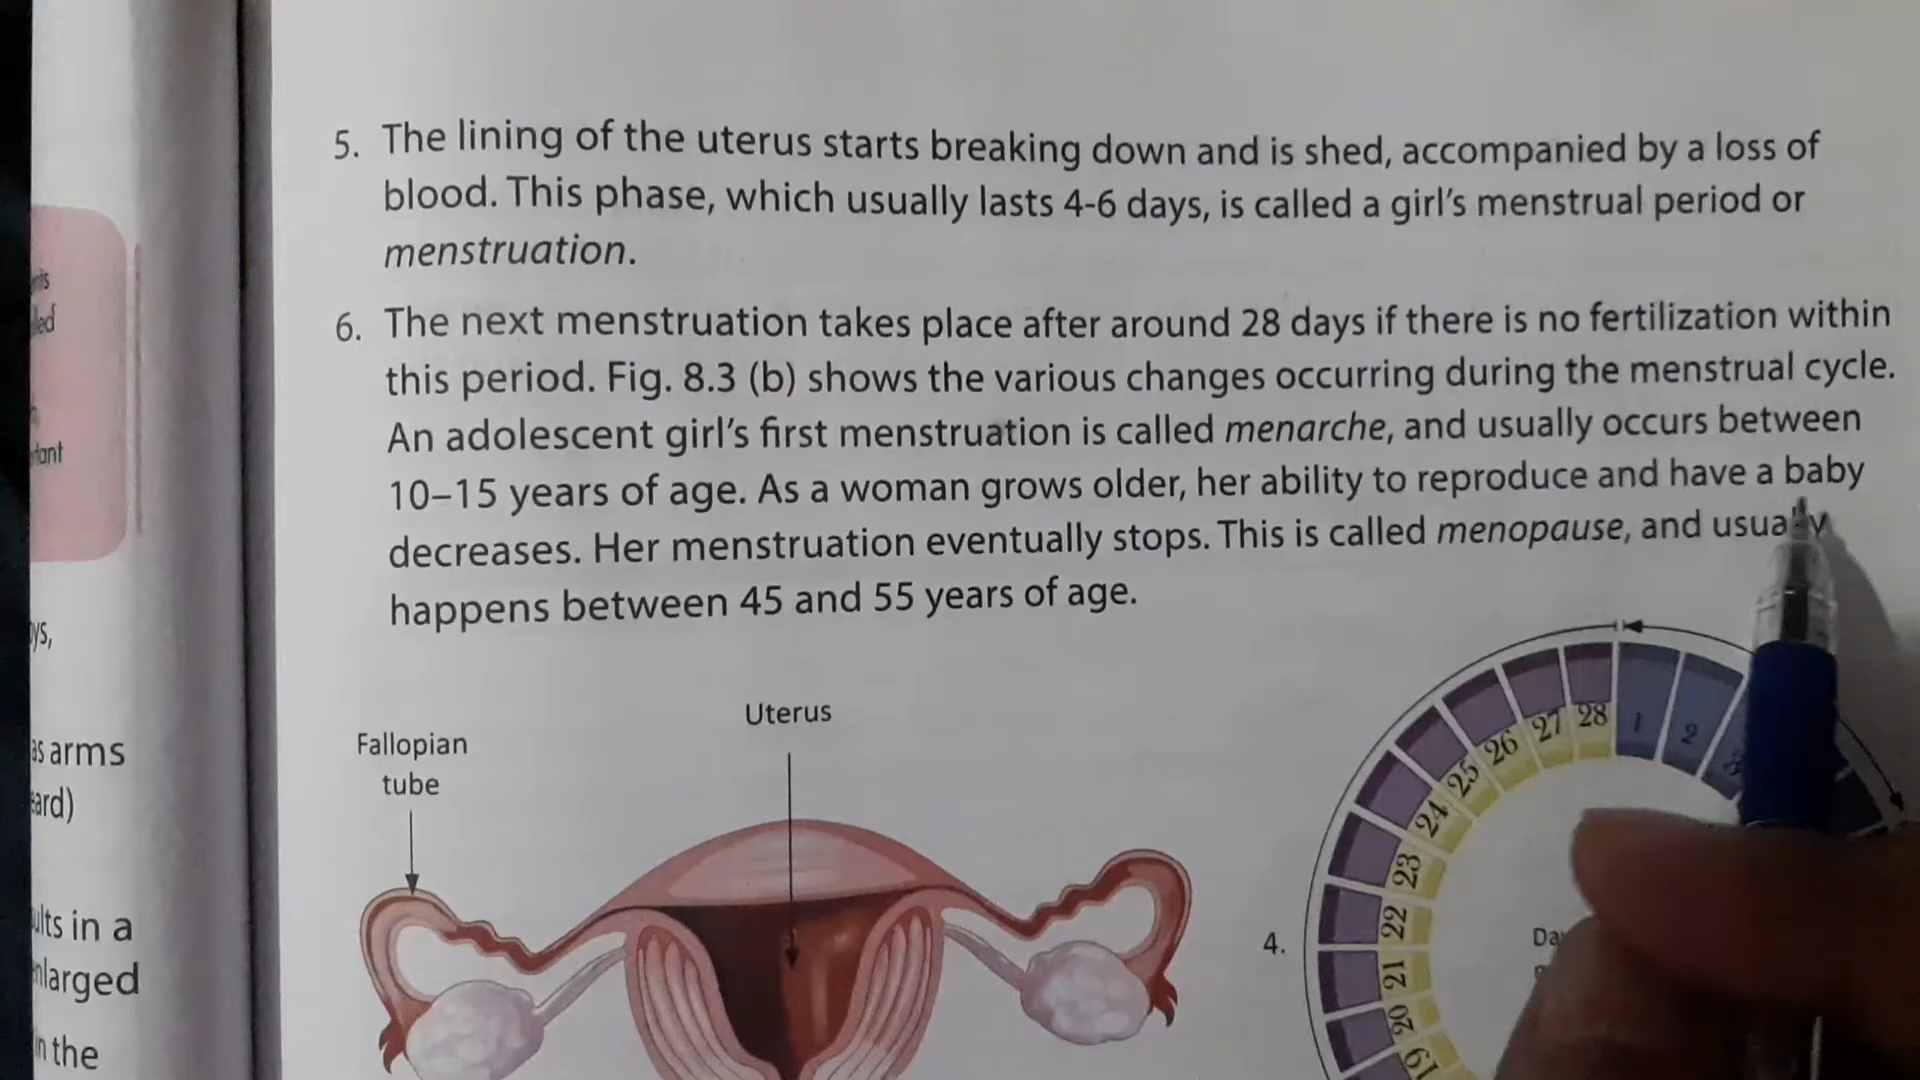 5. The lining of the uterus starts breaking down and is shed, accompanied by a loss of
blood. This phase, which usually lasts 4-6 days, is called a girl's menstrual period or
menstruation.
6. The next menstruation takes place after around 28 days if there is no fertilization within
this period. Fig. 8.3 (b) shows the various changes occurring during the menstrual cycle.
An adolescent girl's first menstruation is called menarche, and usually occurs between
10–15 years of age. As a woman grows older, her ability to reproduce and have a baby
decreases. Her menstruation eventually stops. This is called menopause, and usually
happens between 45 and 55 years of age.
Uterus
Fallopian
tube
4.
19 20 21 22 23 24 25 26 27 28 1 2
arms
in a
the